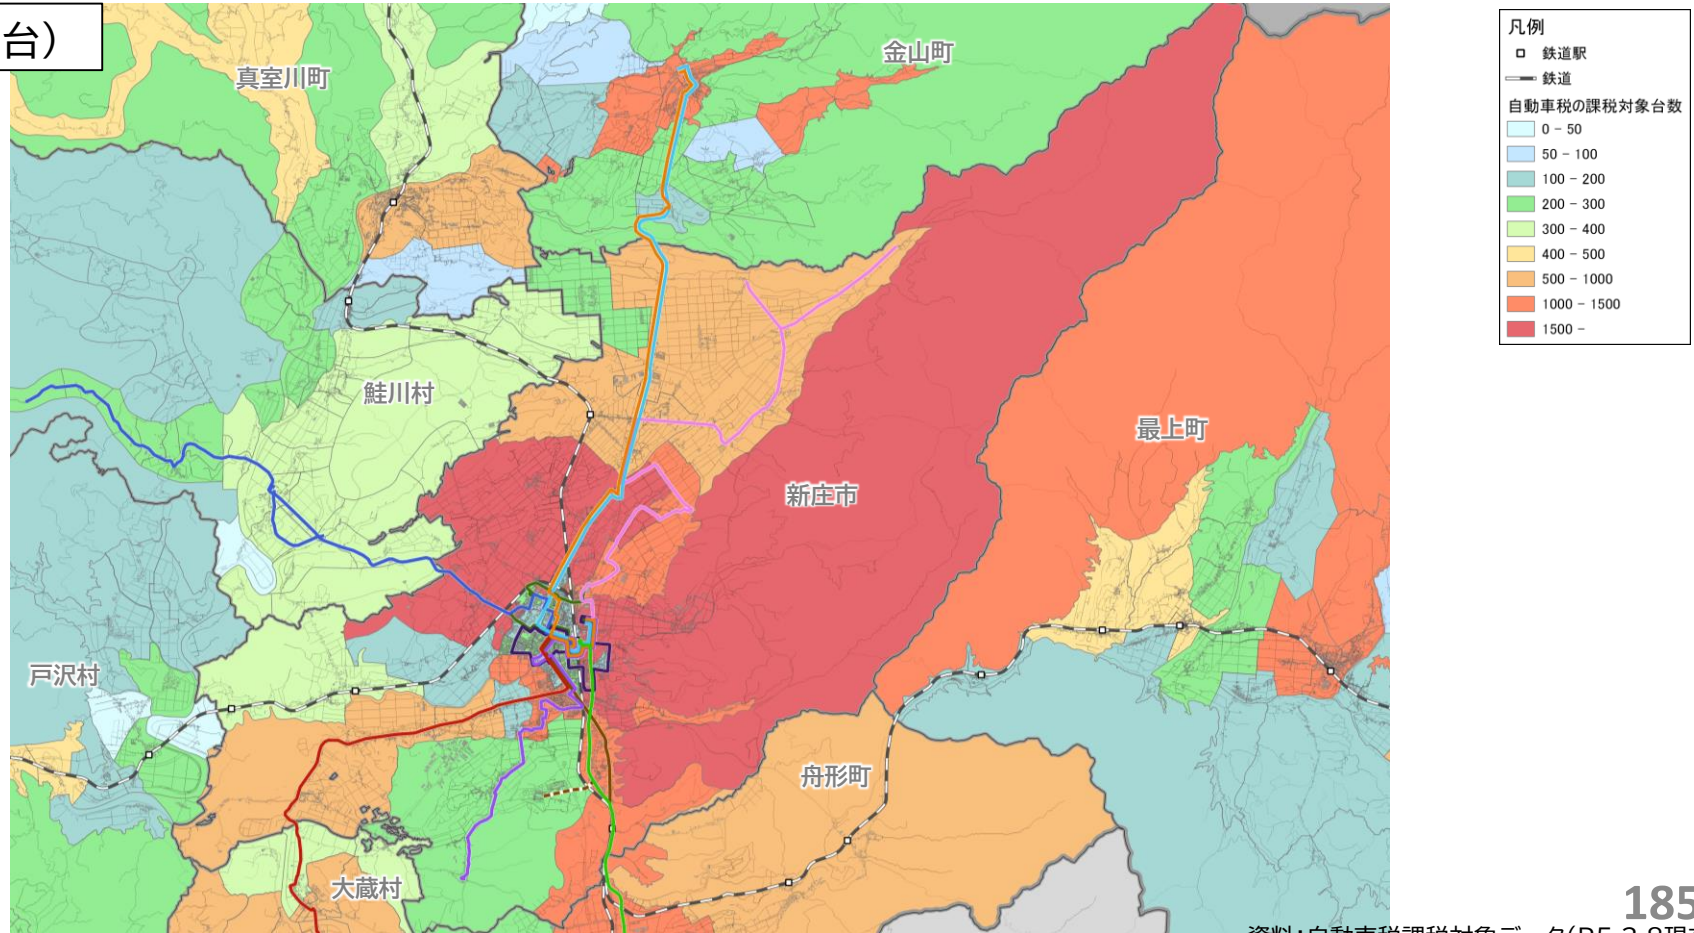 台）
真室川町
金山町
鮭川村
最上町
新庄市
戸沢村
舟形町
大蔵村
凡例
鉄道駅
鉄道
自動車税の課税対象台数
0 - 50
50 - 100
100 - 200
200 - 300
300 - 400
400 - 500
500 - 1000
1000 - 1500
1500 -
185